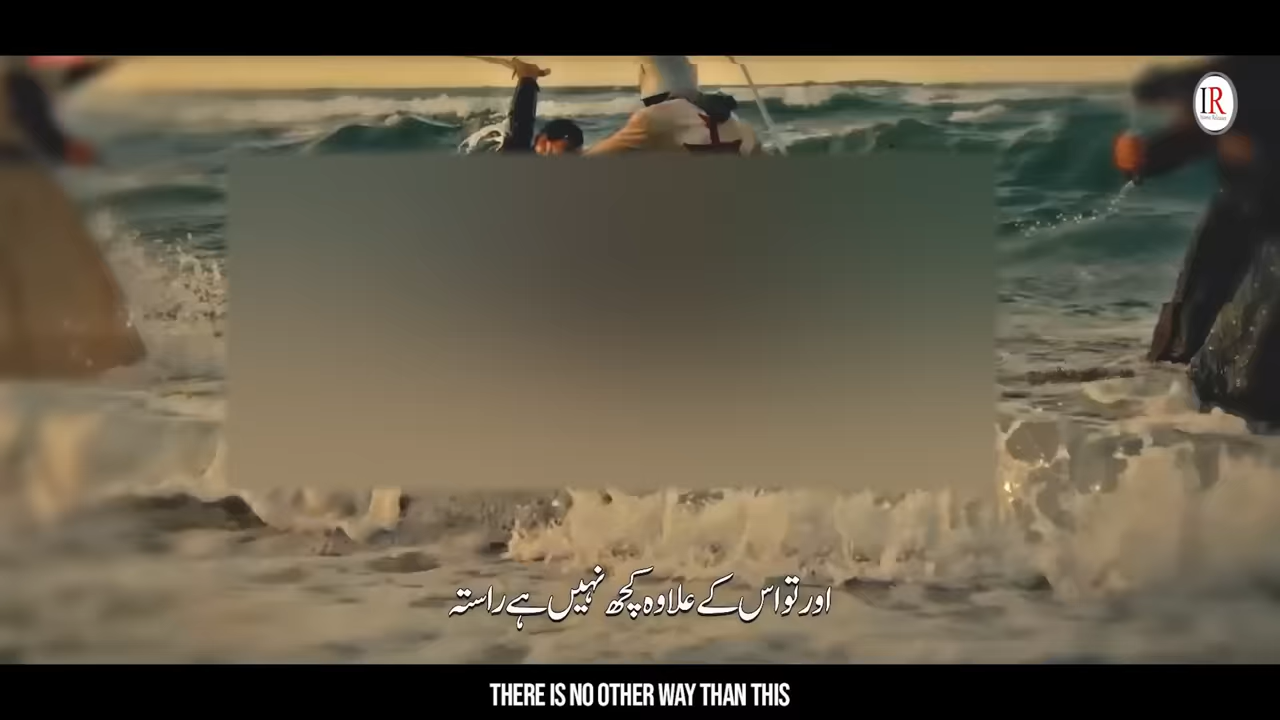 IR
اور تو اس کے علاوہ کچھ نہیں ہے راستہ
THERE IS NO OTHER WAY THAN THIS